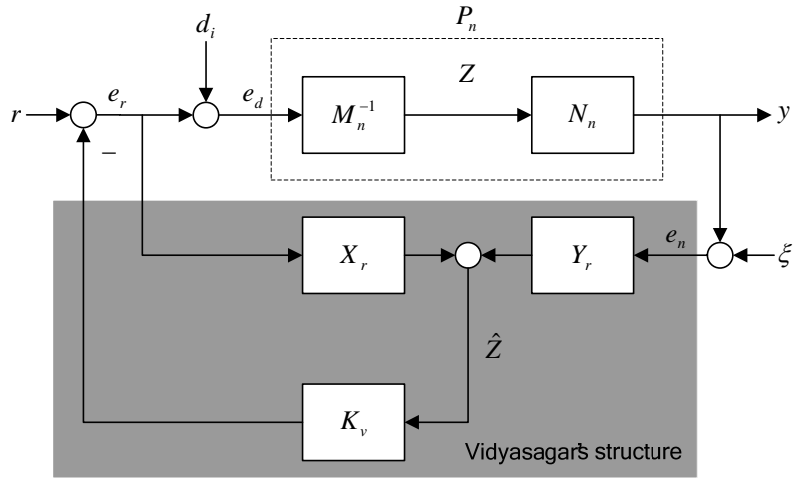 P_n
d_i
Z
r
e_r
e_d
M_n^{-1}
N_n
y
−
X_r
Y_r
e_n
ξ
Ẑ
K_v
Vidyasagar's structure